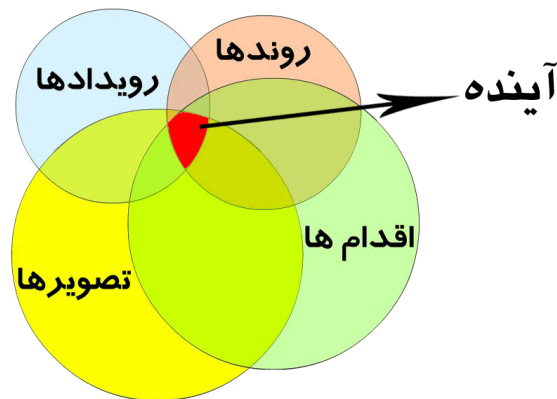 روندها
رویدادها
آینده
اقدام ها
تصویرها